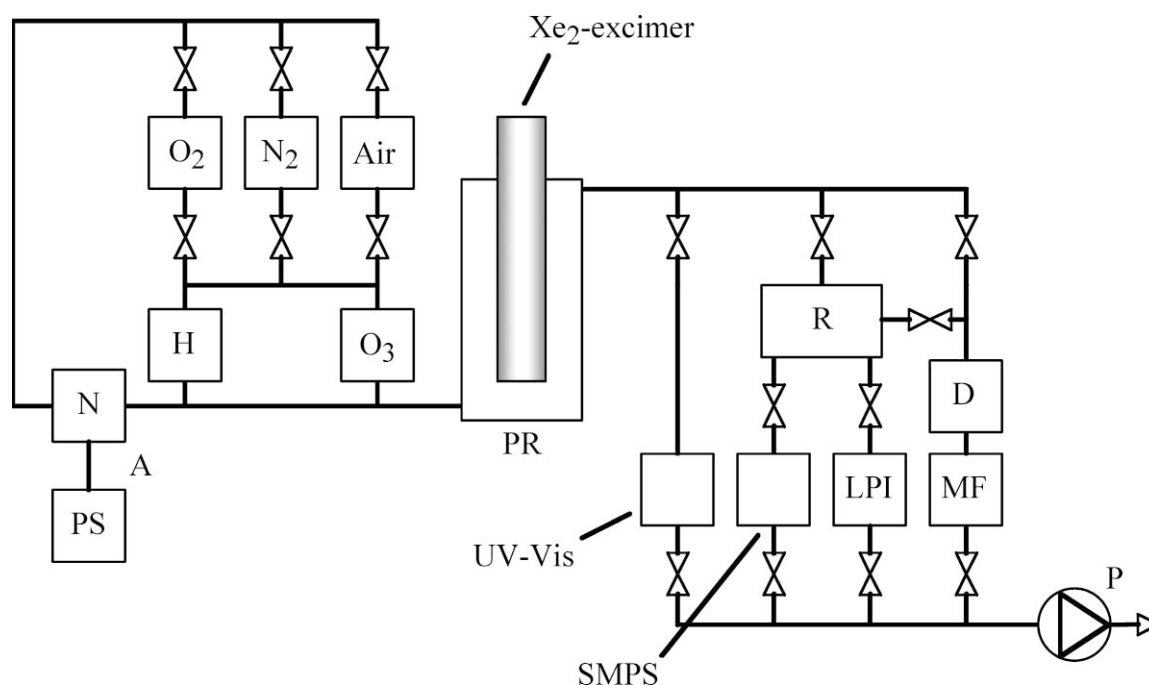 Xe₂-excimer
O₂
N₂
Air
H
O₃
R
N
D
A
PR
PS
LPI
MF
UV-Vis
P
SMPS